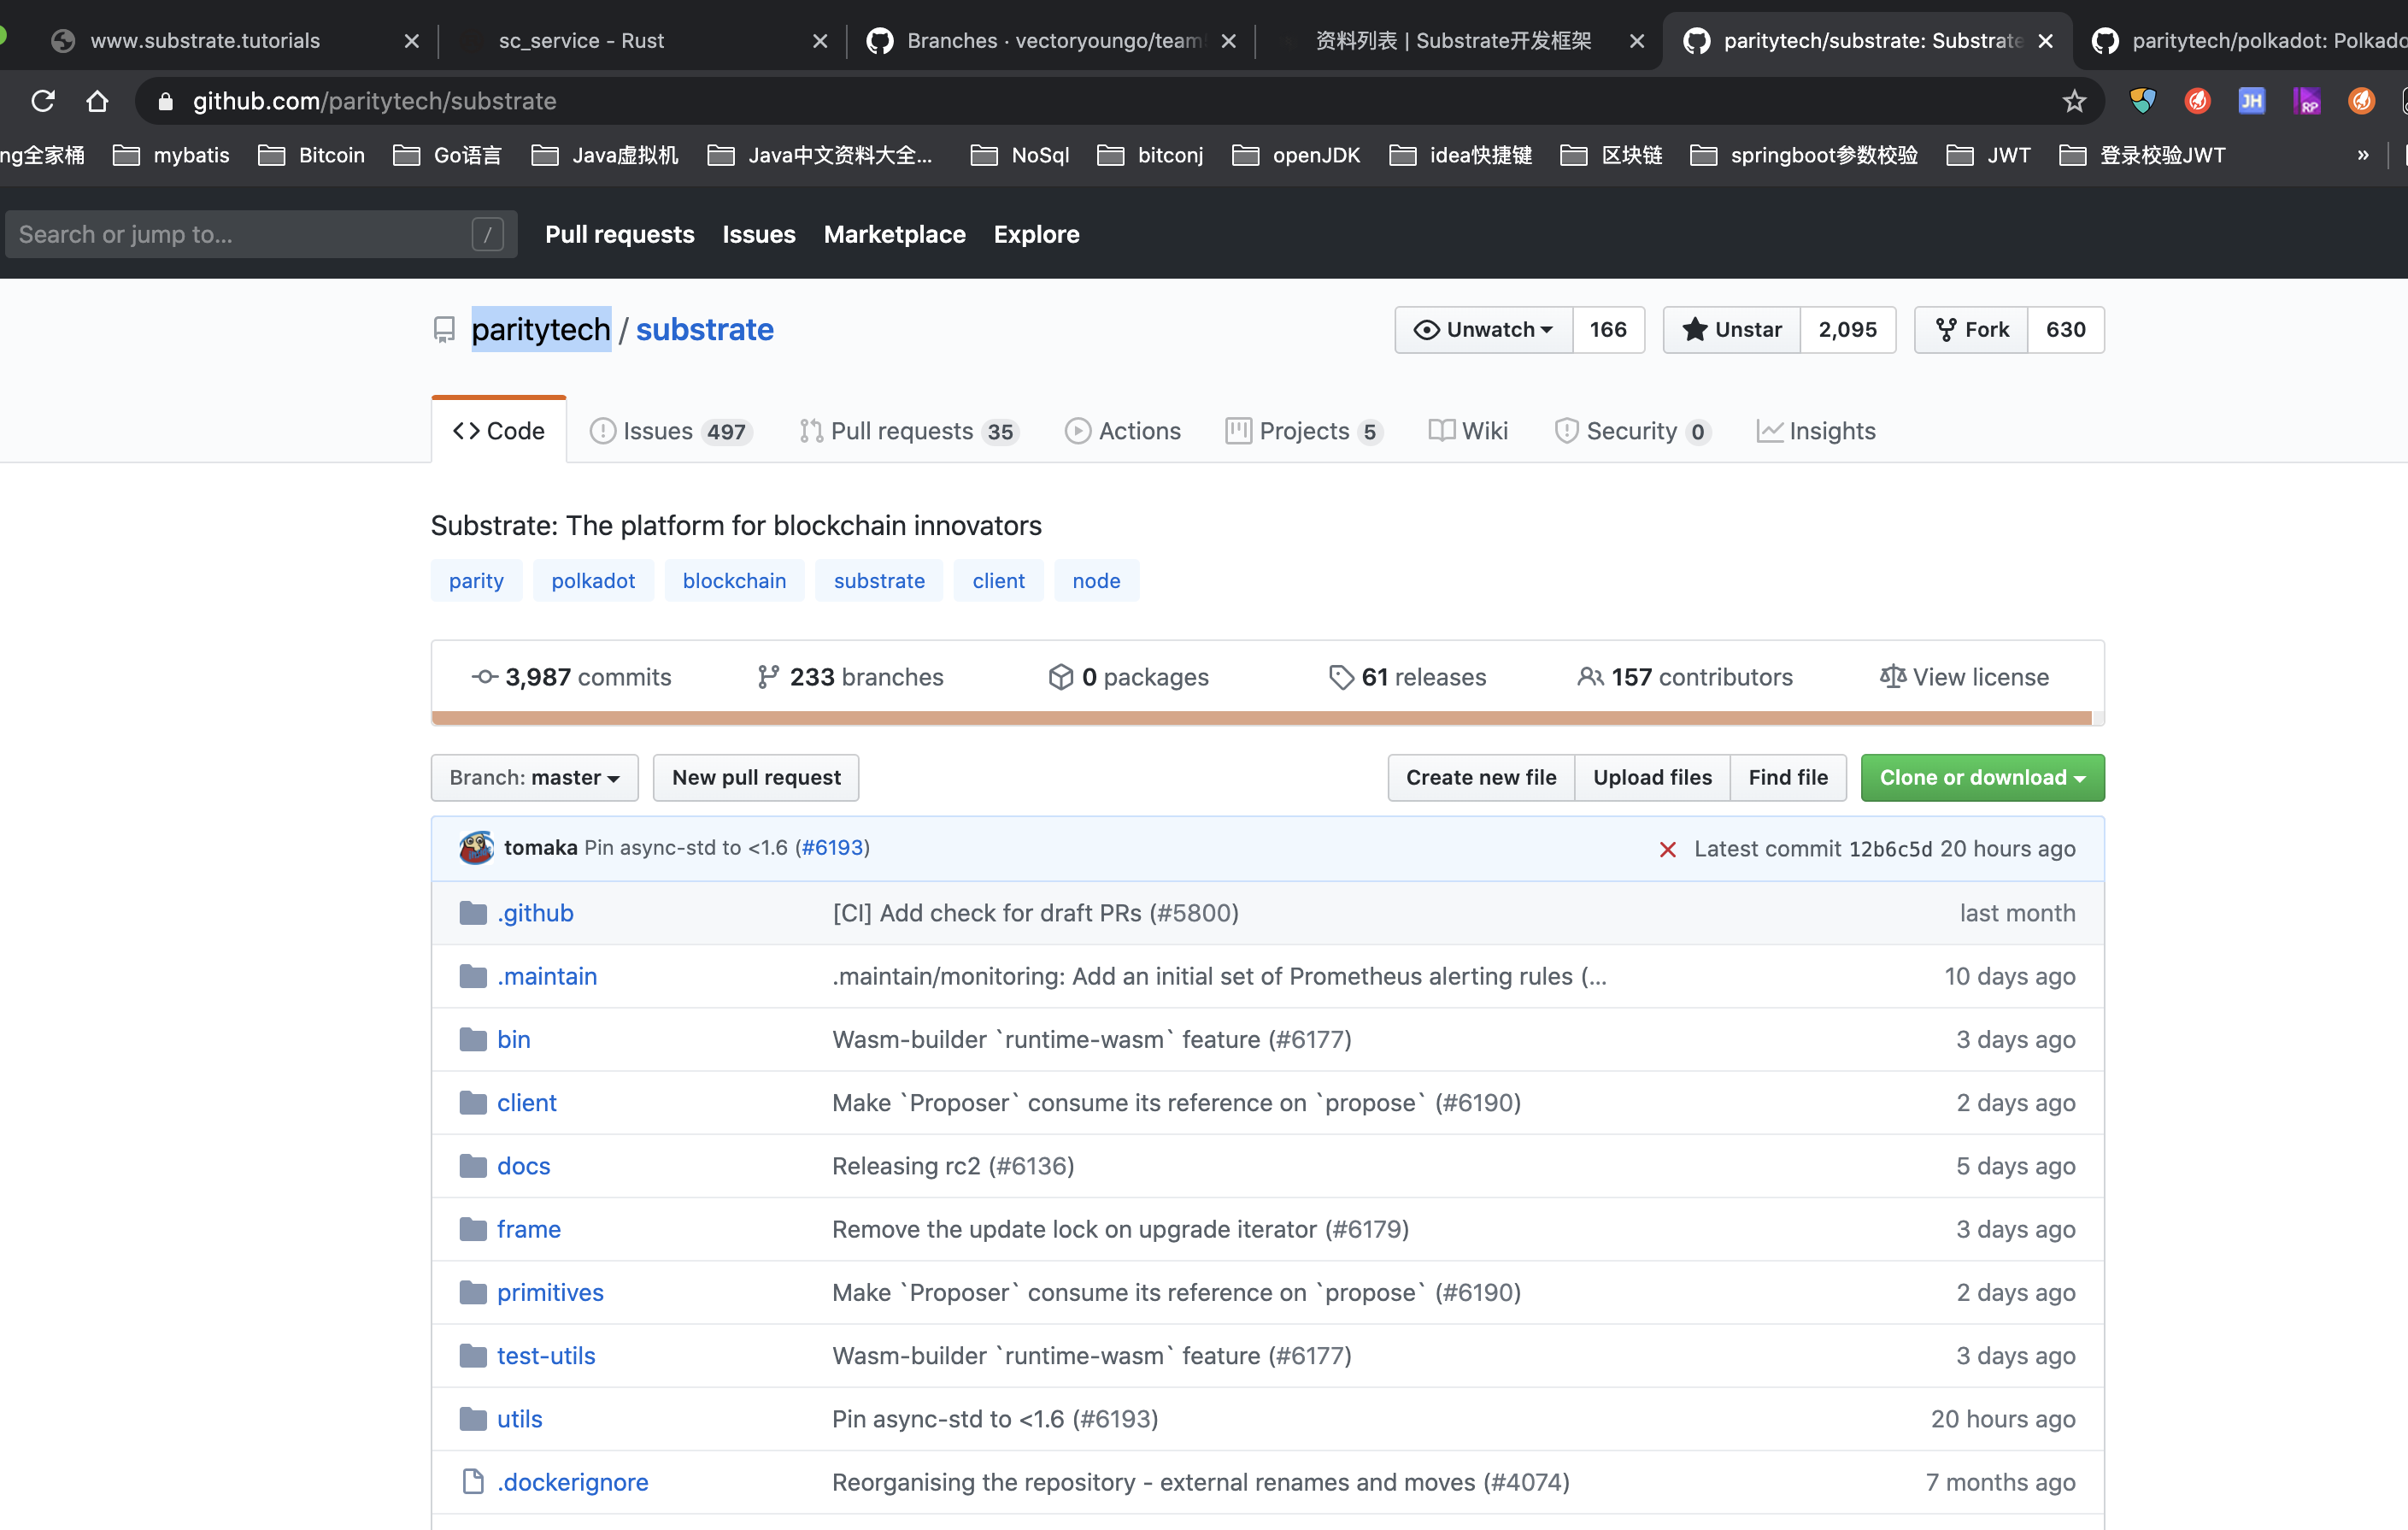 www.substrate.tutorials sc_service - Rust Branches · vectoryoungo/team 资料列表 | Substrate开发框架 paritytech/substrate: Substrate paritytech/polkadot: Polkado
github.com/paritytech/substrate
ng全家桶 mybatis Bitcoin Go语言 Java虚拟机 Java中文资料大全... NoSql bitconj openJDK idea快捷键 区块链 springboot参数校验 JWT 登录校验JWT »
Search or jump to... / Pull requests Issues Marketplace Explore
paritytech / substrate Unwatch 166 Unstar 2,095 Fork 630
Code Issues 497 Pull requests 35 Actions Projects 5 Wiki Security 0 Insights
Substrate: The platform for blockchain innovators
parity polkadot blockchain substrate client node
3,987 commits 233 branches 0 packages 61 releases 157 contributors View license
Branch: master New pull request Create new file Upload files Find file Clone or download
tomaka Pin async-std to <1.6 (#6193) Latest commit 12b6c5d 20 hours ago
.github [CI] Add check for draft PRs (#5800) last month
.maintain .maintain/monitoring: Add an initial set of Prometheus alerting rules (... 10 days ago
bin Wasm-builder `runtime-wasm` feature (#6177) 3 days ago
client Make `Proposer` consume its reference on `propose` (#6190) 2 days ago
docs Releasing rc2 (#6136) 5 days ago
frame Remove the update lock on upgrade iterator (#6179) 3 days ago
primitives Make `Proposer` consume its reference on `propose` (#6190) 2 days ago
test-utils Wasm-builder `runtime-wasm` feature (#6177) 3 days ago
utils Pin async-std to <1.6 (#6193) 20 hours ago
.dockerignore Reorganising the repository - external renames and moves (#4074) 7 months ago